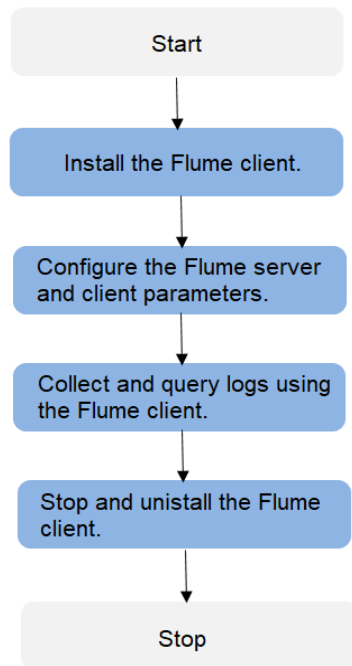 Start
Install the Flume client.
Configure the Flume server
and client parameters.
Collect and query logs using
the Flume client.
Stop and unistall the Flume
client.
Stop